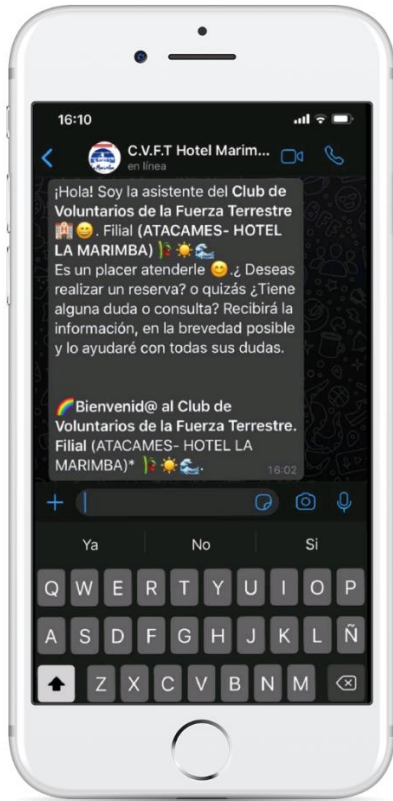 16:10
C.V.F.T Hotel Marim...
en línea
¡Hola! Soy la asistente del Club de
Voluntarios de la Fuerza Terrestre
🏨😊. Filial (ATACAMES- HOTEL
LA MARIMBA) 🎋☀️🌊
Es un placer atenderle 😊.¿ Deseas
realizar un reserva? o quizás ¿Tiene
alguna duda o consulta? Recibirá la
información, en la brevedad posible
y lo ayudaré con todas sus dudas.
🌈Bienvenid@ al Club de
Voluntarios de la Fuerza Terrestre.
Filial (ATACAMES- HOTEL LA
MARIMBA)* 🎋☀️🌊.
16:02
Ya No Si
Q W E R T Y U I O P
A S D F G H J K L Ñ
Z X C V B N M